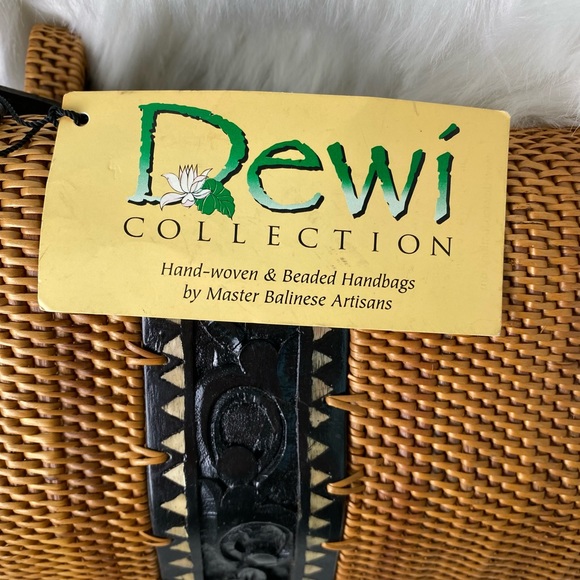 Dewi
COLLECTION
Hand-woven & Beaded Handbags
by Master Balinese Artisans